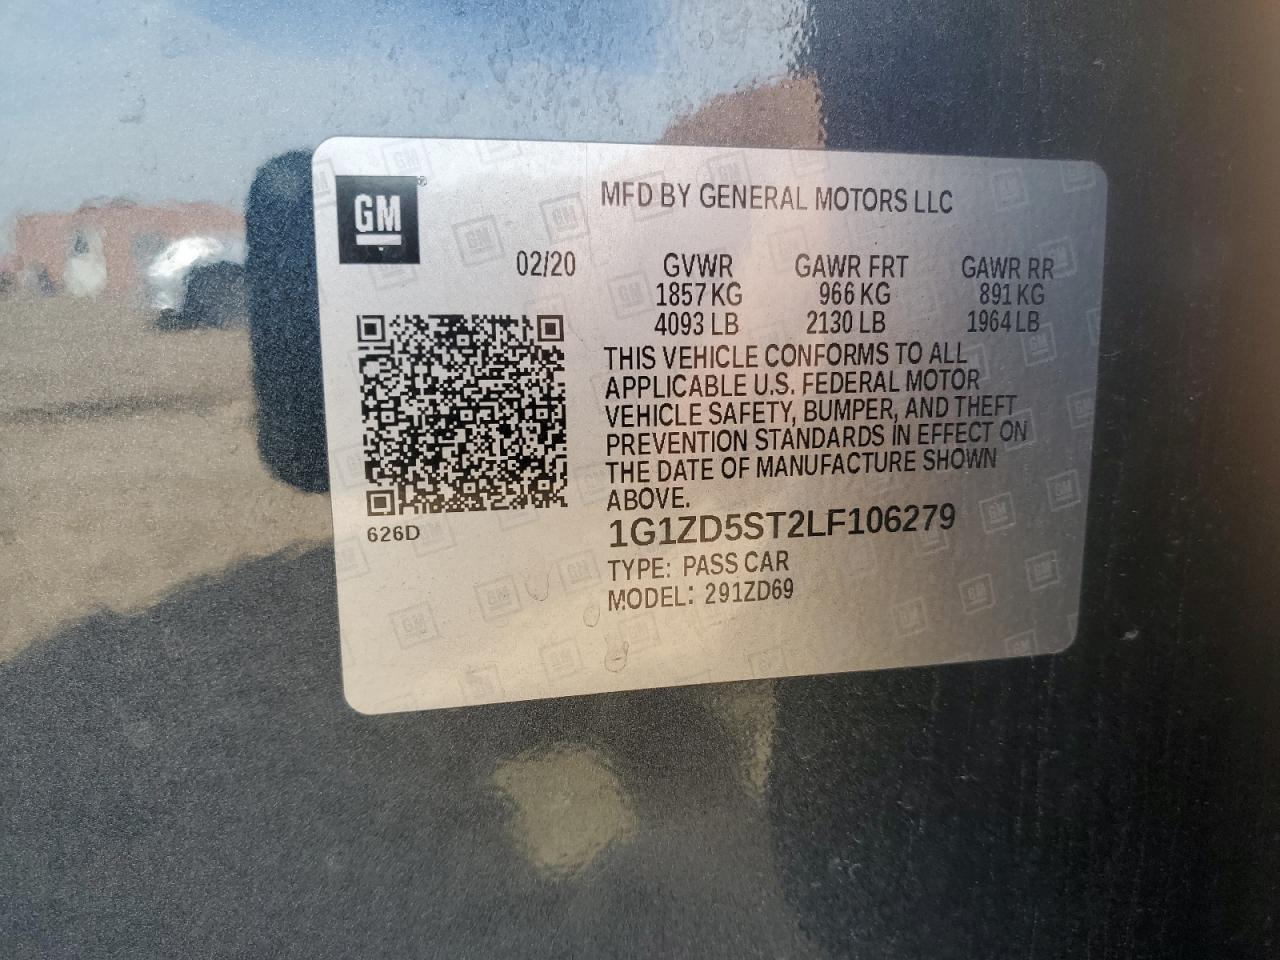 GM
MFD BY GENERAL MOTORS LLC
02/20 GVWR GAWR FRT GAWR RR
1857 KG 966 KG 891 KG
4093 LB 2130 LB 1964 LB
THIS VEHICLE CONFORMS TO ALL
APPLICABLE U.S. FEDERAL MOTOR
VEHICLE SAFETY, BUMPER, AND THEFT
PREVENTION STANDARDS IN EFFECT ON
THE DATE OF MANUFACTURE SHOWN
ABOVE.
626D
1G1ZD5ST2LF106279
TYPE: PASS CAR
MODEL: 291ZD69